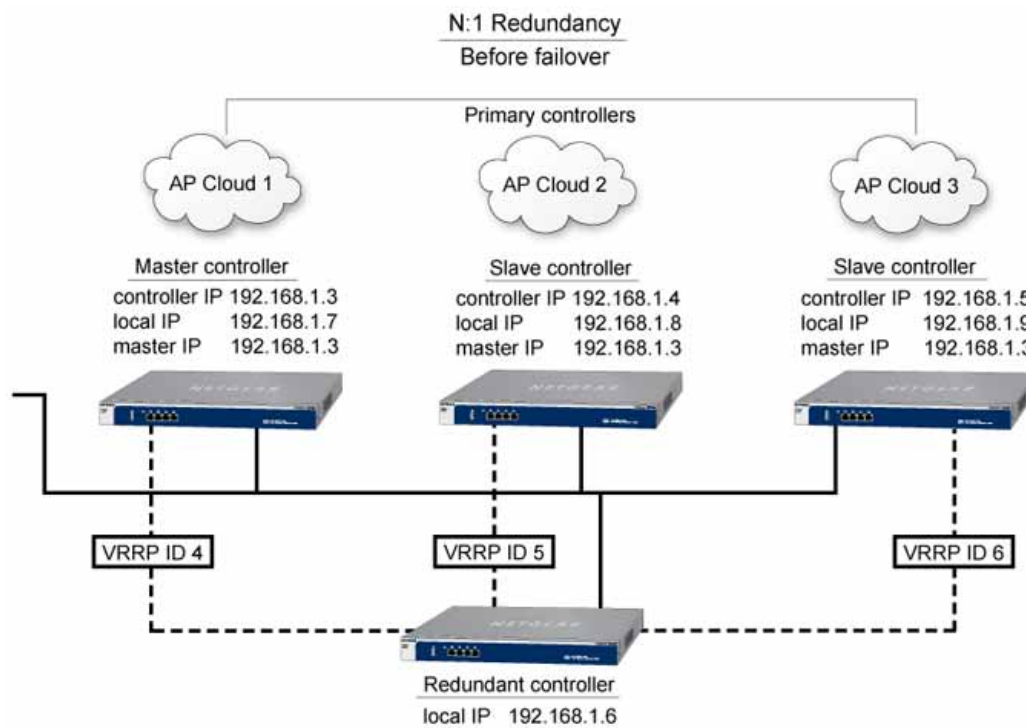 N:1 Redundancy
Before failover
Primary controllers
AP Cloud 1
AP Cloud 2
AP Cloud 3
Master controller
controller IP 192.168.1.3
local IP 192.168.1.7
master IP 192.168.1.3
Slave controller
controller IP 192.168.1.4
local IP 192.168.1.8
master IP 192.168.1.3
Slave controller
controller IP 192.168.1.5
local IP 192.168.1.9
master IP 192.168.1.3
NETGEAR
NETGEAR
NETGEAR
VRRP ID 4
VRRP ID 5
VRRP ID 6
NETGEAR
Redundant controller
local IP 192.168.1.6